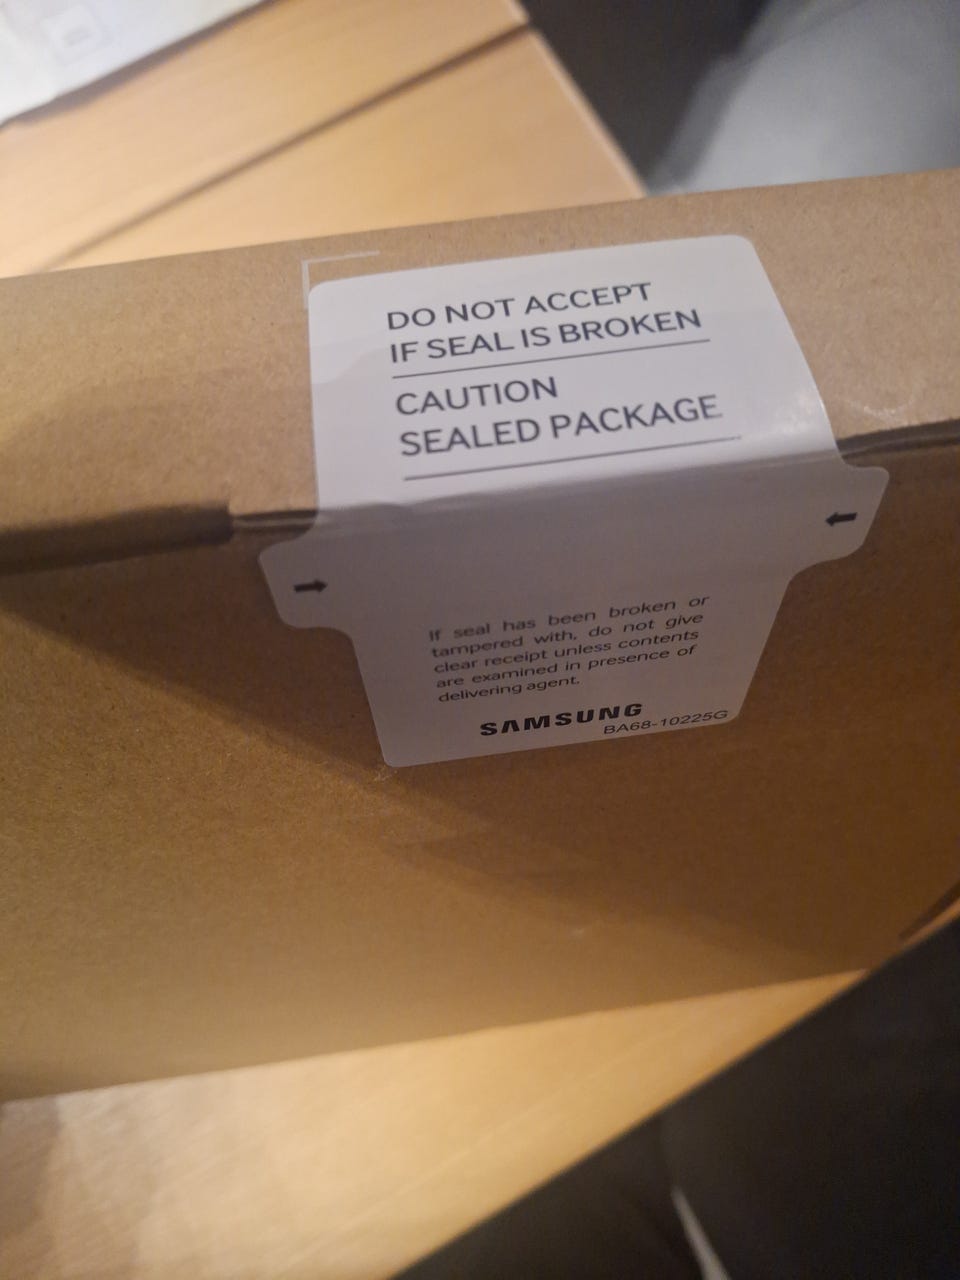 DO NOT ACCEPT
IF SEAL IS BROKEN
CAUTION
SEALED PACKAGE
If seal has been broken or
tampered with, do not give
clear receipt unless contents
are examined in presence of
delivering agent.
SAMSUNG
BA68-10225G